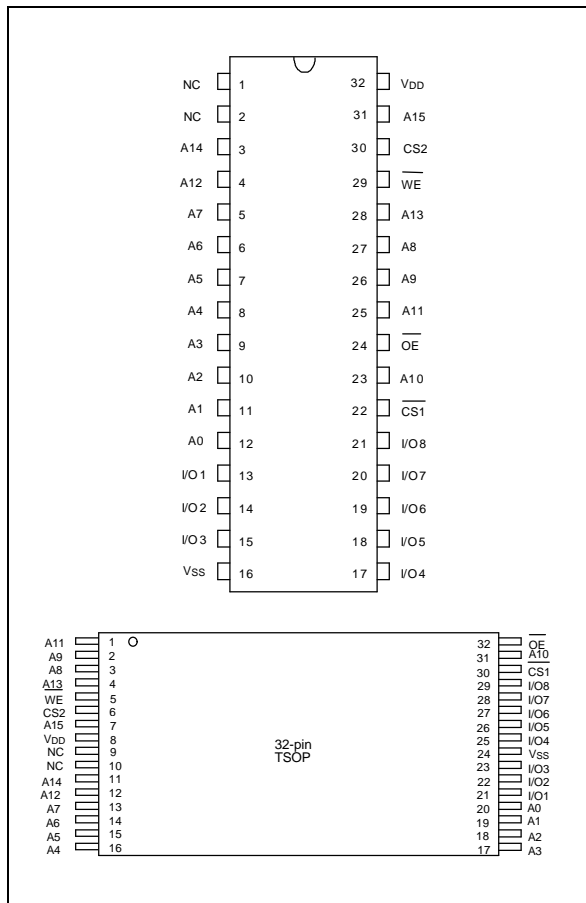 NC 1 32 VDD
NC 2 31 A15
A14 3 30 CS2
A12 4 29 W̅E̅
A7 5 28 A13
A6 6 27 A8
A5 7 26 A9
A4 8 25 A11
A3 9 24 O̅E̅
A2 10 23 A10
A1 11 22 C̅S̅1̅
A0 12 21 I/O8
I/O1 13 20 I/O7
I/O2 14 19 I/O6
I/O3 15 18 I/O5
VSS 16 17 I/O4
A11 1 32 O̅E̅
A9 2 31 A10
A8 3 30 C̅S̅1̅
A13 4 29 I/O8
W̅E̅ 5 28 I/O7
CS2 6 27 I/O6
A15 7 26 I/O5
VDD 8 25 I/O4
NC 9 24 VSS
NC 10 23 I/O3
A14 11 22 I/O2
A12 12 21 I/O1
A7 13 20 A0
A6 14 19 A1
A5 15 18 A2
A4 16 17 A3
32-pin
TSOP